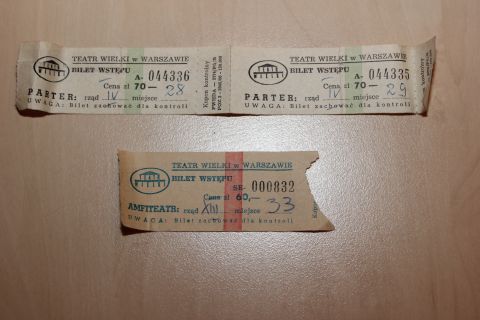 TEATR WIELKI w WARSZAWIE
BILET WSTĘPU
A- 044336
Cena zł 70 —
PARTER: rząd IV miejsce 28
UWAGA: Bilet zachować dla kontroli
Kupon kontrolny
TEATR WIELKI w WARSZAWIE
BILET WSTĘPU
A- 044335
Cena zł 70 —
PARTER: rząd IV miejsce 29
UWAGA: Bilet zachować dla kontroli
TEATR WIELKI w WARSZAWIE
BILET WSTĘPU
SE- 000832
Cena zł 60,—
AMFITEATR: rząd XIII miejsce 33
UWAGA: Bilet zachować dla kontroli